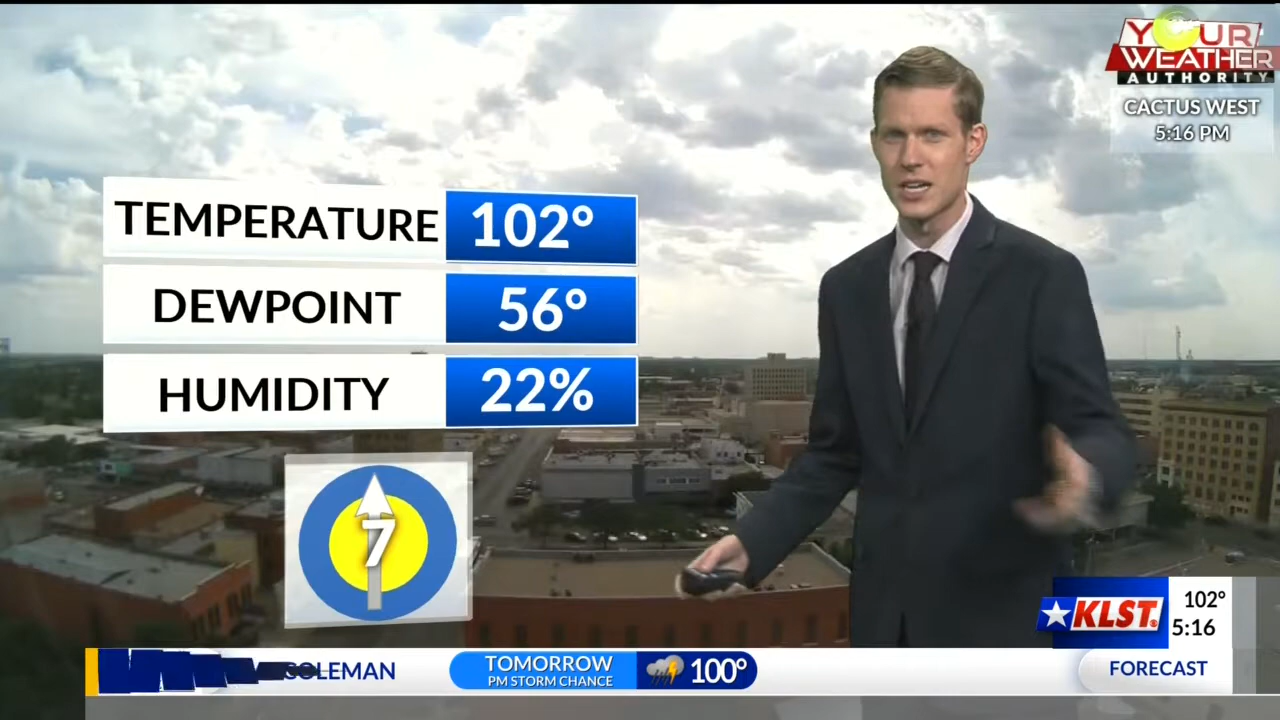 YOUR
WEATHER
AUTHORITY
CACTUS WEST
5:16 PM
TEMPERATURE 102°
DEWPOINT 56°
HUMIDITY 22%
7
KLST
102°
5:16
COLEMAN
TOMORROW
PM STORM CHANCE
100°
FORECAST